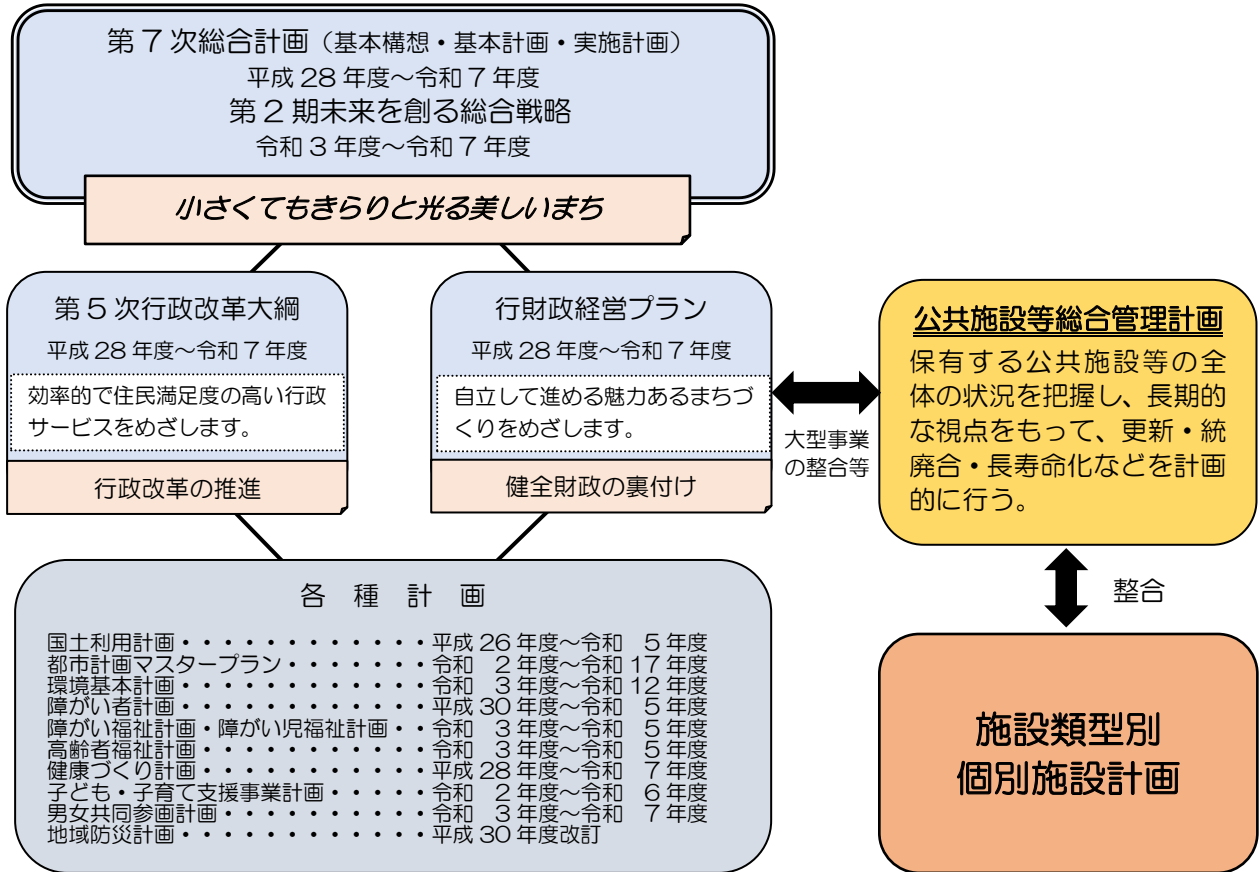 第７次総合計画（基本構想・基本計画・実施計画）
平成 28 年度～令和 7 年度
第２期未来を創る総合戦略
令和 3 年度～令和 7 年度
小さくてもきらりと光る美しいまち
第５次行政改革大綱
平成 28 年度～令和 7 年度
効率的で住民満足度の高い行政
サービスをめざします。
行政改革の推進
行財政経営プラン
平成 28 年度～令和 7 年度
自立して進める魅力あるまちづ
くりをめざします。
健全財政の裏付け
大型事業
の整合等
公共施設等総合管理計画
保有する公共施設等の全
体の状況を把握し、長期的
な視点をもって、更新・統
廃合・長寿命化などを計画
的に行う。
整合
施設類型別
個別施設計画
各　種　計　画
国土利用計画・・・・・・・・・・・・平成 26 年度～令和　5 年度
都市計画マスタープラン・・・・・・・令和　2 年度～令和 17 年度
環境基本計画・・・・・・・・・・・・令和　3 年度～令和 12 年度
障がい者計画・・・・・・・・・・・・平成 30 年度～令和　5 年度
障がい福祉計画・障がい児福祉計画・・令和　3 年度～令和　5 年度
高齢者福祉計画・・・・・・・・・・・令和　3 年度～令和　5 年度
健康づくり計画・・・・・・・・・・・平成 28 年度～令和　7 年度
子ども・子育て支援事業計画・・・・・令和　2 年度～令和　6 年度
男女共同参画計画・・・・・・・・・・令和　3 年度～令和　7 年度
地域防災計画・・・・・・・・・・・・平成 30 年度改訂